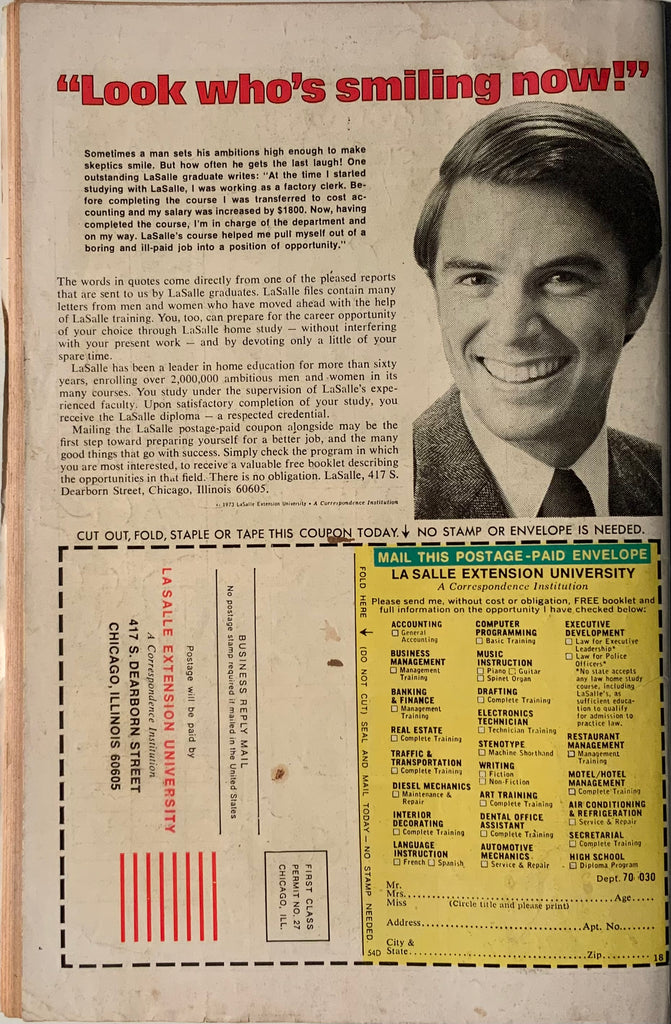 “Look who’s smiling now!”
Sometimes a man sets his ambitions high enough to make
skeptics smile. But how often he gets the last laugh! One
outstanding LaSalle graduate writes: “At the time I started
studying with LaSalle, I was working as a factory clerk. Be-
fore completing the course I was transferred to cost ac-
counting and my salary was increased by $1800. Now, having
completed the course, I’m in charge of the department and
on my way. LaSalle’s course helped me pull myself out of a
boring and ill-paid job into a position of opportunity.”
The words in quotes come directly from one of the pleased reports
that are sent to us by LaSalle graduates. LaSalle files contain many
letters from men and women who have moved ahead with the help
of LaSalle training. You, too, can prepare for the career opportunity
of your choice through LaSalle home study — without interfering
with your present work — and by devoting only a little of your
spare time.
LaSalle has been a leader in home education for more than sixty
years, enrolling over 2,000,000 ambitious men and women in its
many courses. You study under the supervision of LaSalle’s expe-
rienced faculty. Upon satisfactory completion of your study, you
receive the LaSalle diploma — a respected credential.
Mailing the LaSalle postage-paid coupon alongside may be the
first step toward preparing yourself for a better job, and the many
good things that go with success. Simply check the program in which
you are most interested, to receive a valuable free booklet describing
the opportunities in that field. There is no obligation. LaSalle, 417 S.
Dearborn Street, Chicago, Illinois 60605.
© 1973 LaSalle Extension University • A Correspondence Institution
CUT OUT, FOLD, STAPLE OR TAPE THIS COUPON TODAY.↓ NO STAMP OR ENVELOPE IS NEEDED.
BUSINESS REPLY MAIL
No postage stamp required if mailed in the United States
Postage will be paid by
LASALLE EXTENSION UNIVERSITY
A Correspondence Institution
417 S. DEARBORN STREET
CHICAGO, ILLINOIS 60605
FIRST CLASS
PERMIT NO. 27
CHICAGO, ILL.
FOLD HERE ← (DO NOT CUT) SEAL AND MAIL TODAY — NO STAMP NEEDED.
MAIL THIS POSTAGE-PAID ENVELOPE
LA SALLE EXTENSION UNIVERSITY
A Correspondence Institution
Please send me, without cost or obligation, FREE booklet and
full information on the opportunity I have checked below:
ACCOUNTING
☐ General
Accounting
BUSINESS
MANAGEMENT
☐ Management
Training
BANKING
& FINANCE
☐ Management
Training
REAL ESTATE
☐ Complete Training
TRAFFIC &
TRANSPORTATION
☐ Complete Training
DIESEL MECHANICS
☐ Maintenance &
Repair
INTERIOR
DECORATING
☐ Complete Training
LANGUAGE
INSTRUCTION
☐ French ☐ Spanish
COMPUTER
PROGRAMMING
☐ Basic Training
MUSIC
INSTRUCTION
☐ Piano ☐ Guitar
☐ Spinet Organ
DRAFTING
☐ Complete Training
ELECTRONICS
TECHNICIAN
☐ Technician Training
STENOTYPE
☐ Machine Shorthand
WRITING
☐ Fiction
☐ Non-Fiction
ART TRAINING
☐ Complete Training
DENTAL OFFICE
ASSISTANT
☐ Complete Training
AUTOMOTIVE
MECHANICS
☐ Service & Repair
EXECUTIVE
DEVELOPMENT
☐ Law for Executive
Leadership*
☐ Law for Police
Officers*
*No state accepts
any law home study
course, including
LaSalle’s, as
sufficient educa-
tion to qualify
for admission to
practice law.
RESTAURANT
MANAGEMENT
☐ Management
Training
MOTEL/HOTEL
MANAGEMENT
☐ Complete Training
AIR CONDITIONING
& REFRIGERATION
☐ Service & Repair
SECRETARIAL
☐ Complete Training
HIGH SCHOOL
☐ Diploma Program
Dept. 70 030
Mr.
Mrs. Age
Miss (Circle title and please print)
Address Apt. No.
City &
State Zip
54D
18